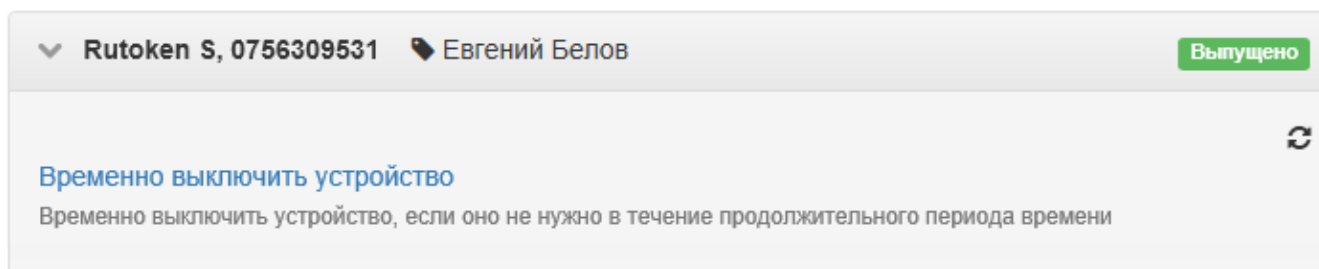 Rutoken S, 0756309531 Евгений Белов Выпущено
Временно выключить устройство
Временно выключить устройство, если оно не нужно в течение продолжительного периода времени